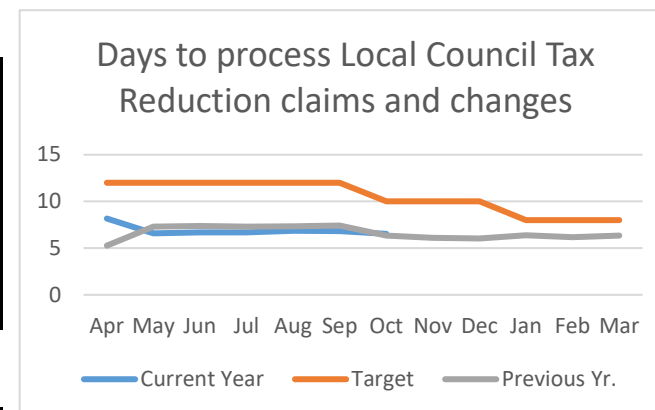 Days to process Local Council Tax
Reduction claims and changes
15
10
5
0
Apr May Jun Jul Aug Sep Oct Nov Dec Jan Feb Mar
Current Year Target Previous Yr.